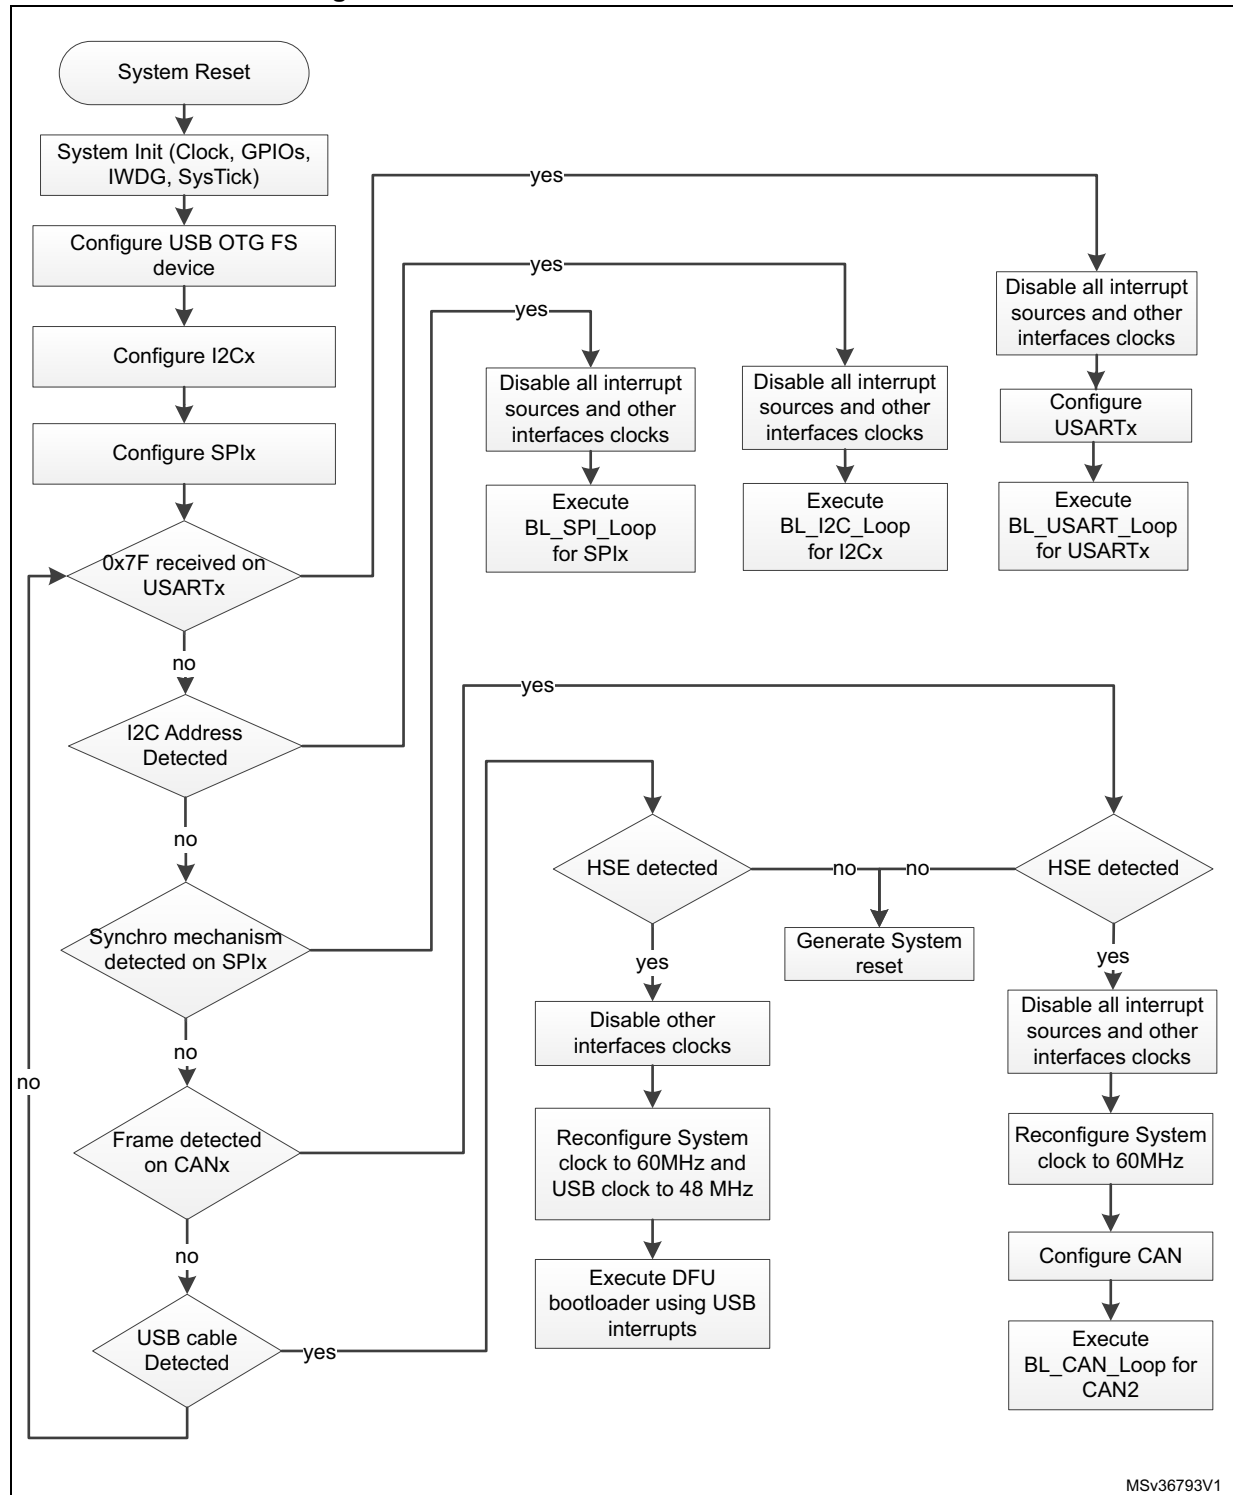 System Reset
System Init (Clock, GPIOs,
IWDG, SysTick)
Configure USB OTG FS
device
Configure I2Cx
Configure SPIx
0x7F received on
USARTx
yes
Disable all interrupt
sources and other
interfaces clocks
Configure
USARTx
Execute
BL_USART_Loop
for USARTx
no
I2C Address
Detected
yes
Disable all interrupt
sources and other
interfaces clocks
Execute
BL_I2C_Loop
for I2Cx
no
Synchro mechanism
detected on SPIx
yes
Disable all interrupt
sources and other
interfaces clocks
Execute
BL_SPI_Loop
for SPIx
no
Frame detected
on CANx
yes
HSE detected
no
yes
Disable all interrupt
sources and other
interfaces clocks
Reconfigure System
clock to 60MHz
Configure CAN
Execute
BL_CAN_Loop for
CAN2
no
USB cable
Detected
yes
HSE detected
no
Generate System
reset
yes
Disable other
interfaces clocks
Reconfigure System
clock to 60MHz and
USB clock to 48 MHz
Execute DFU
bootloader using USB
interrupts
no
MSv36793V1